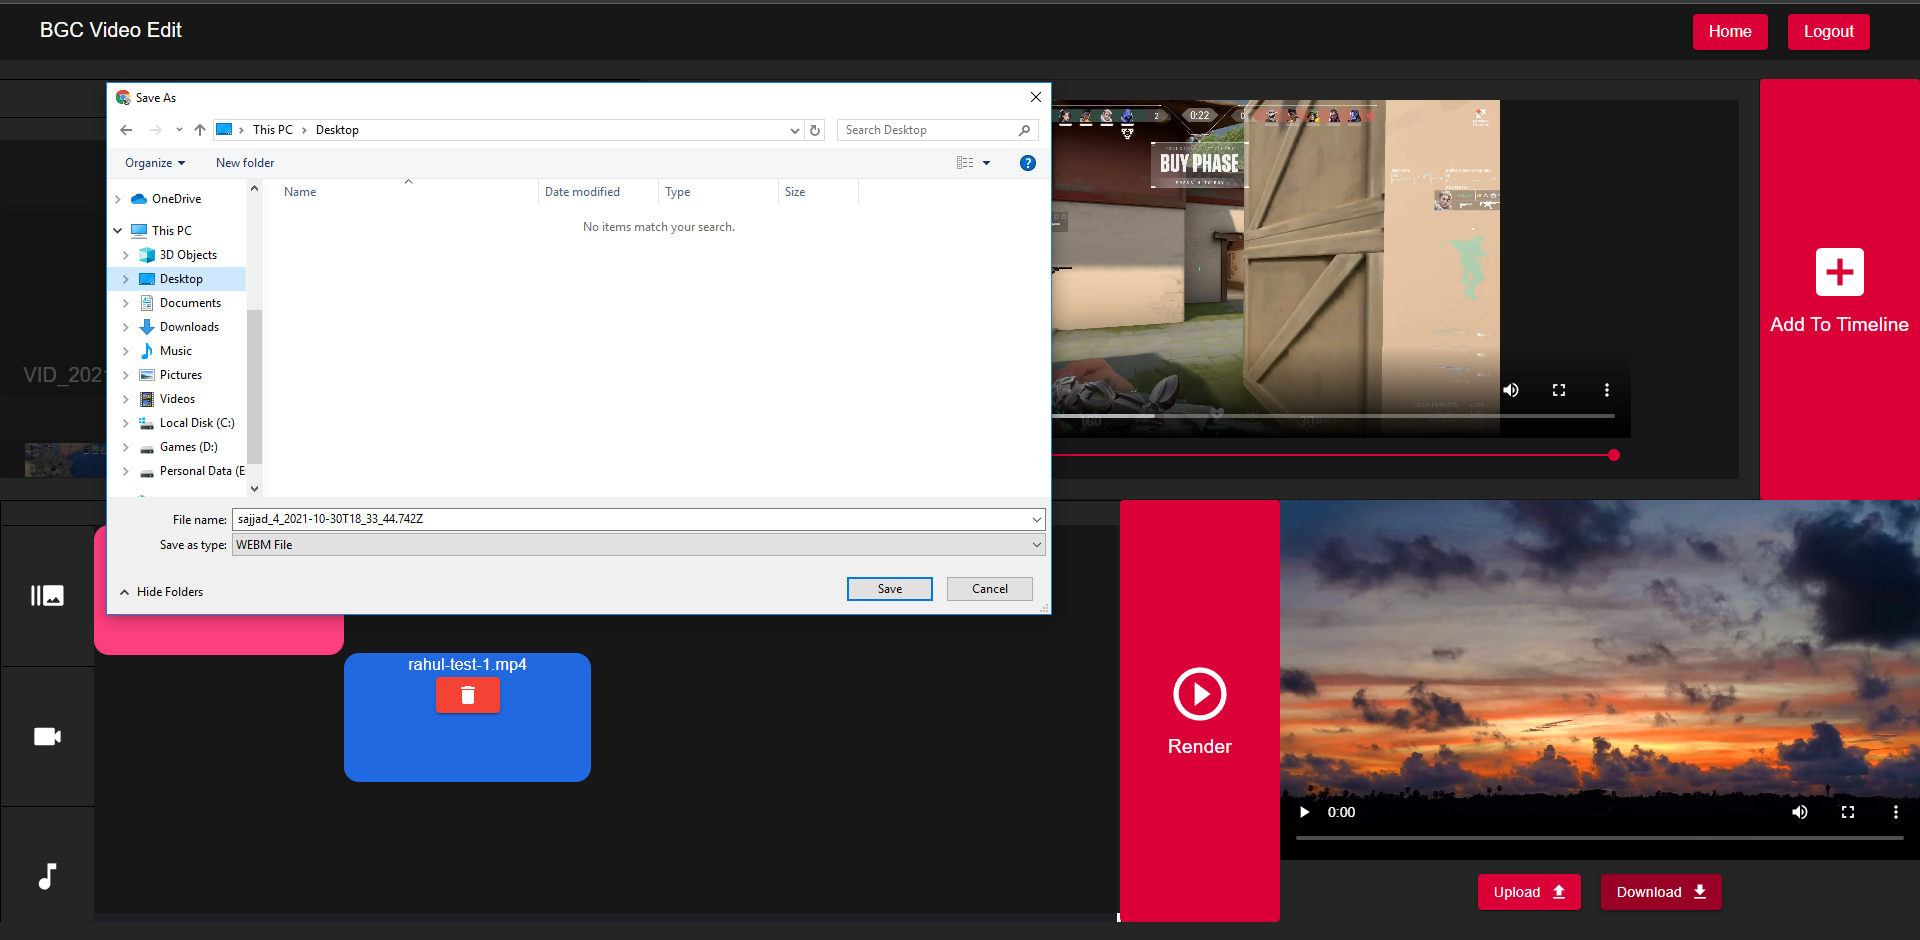 BGC Video Edit
Home
Logout
Save As
This PC
Desktop
Search Desktop
Organize
New folder
OneDrive
This PC
3D Objects
Desktop
Documents
Downloads
Music
Pictures
Videos
Local Disk (C:)
Games (D:)
Personal Data (E
Name
Date modified
Type
Size
No items match your search.
File name:
sajjad_4_2021-10-30T18_33_44.742Z
Save as type:
WEBM File
Hide Folders
Save
Cancel
VID_202
2
0:22
BUY PHASE
Add To Timeline
rahul-test-1.mp4
Render
0:00
Upload
Download